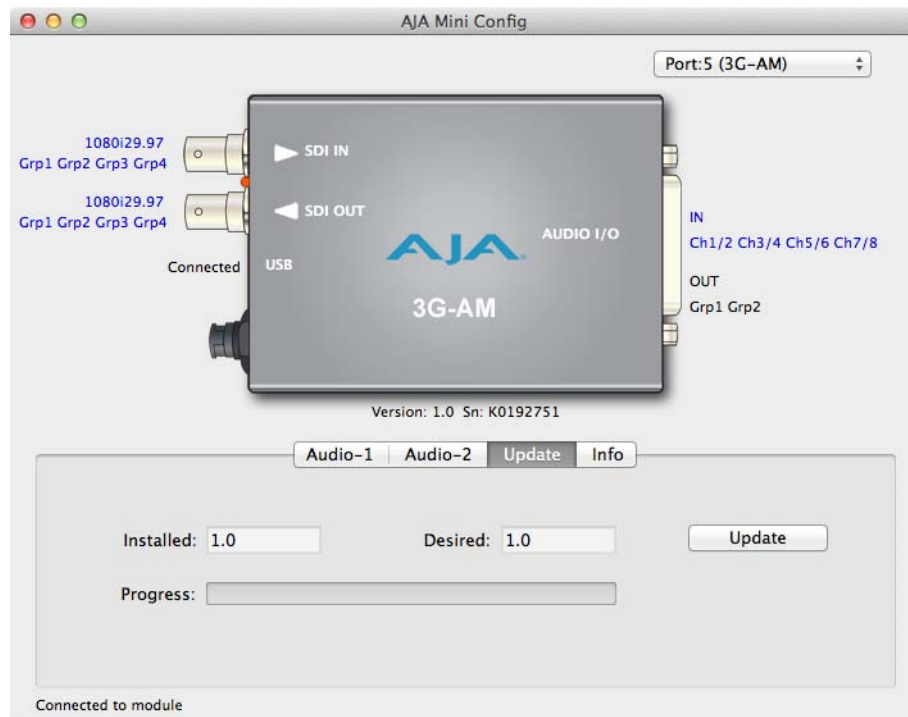 AJA Mini Config
Port:5 (3G-AM)
1080i29.97
Grp1 Grp2 Grp3 Grp4
SDI IN
1080i29.97
Grp1 Grp2 Grp3 Grp4
SDI OUT
AUDIO I/O
IN
Ch1/2 Ch3/4 Ch5/6 Ch7/8
Connected
USB
AJA
OUT
Grp1 Grp2
3G-AM
Version: 1.0 Sn: K0192751
Audio-1 Audio-2 Update Info
Installed: 1.0 Desired: 1.0 Update
Progress:
Connected to module